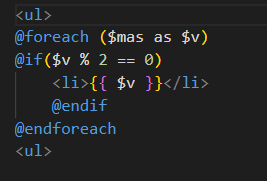 <ul>
@foreach ($mas as $v)
@if($v % 2 == 0)
    <li>{{ $v }}</li>
    @endif
@endforeach
<ul>